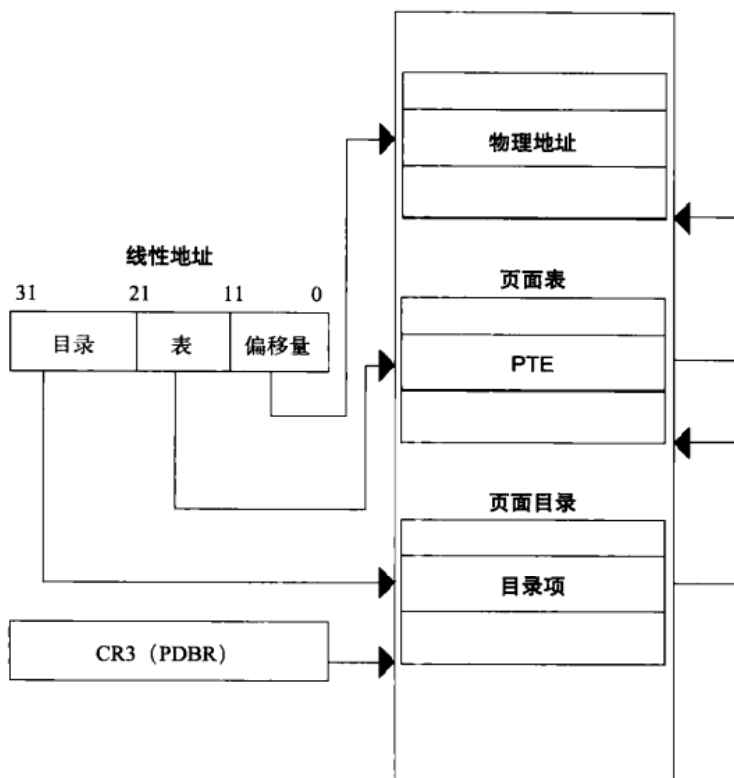 物理地址
线性地址
31 21 11 0
目录 表 偏移量
页面表
PTE
页面目录
目录项
CR3（PDBR）